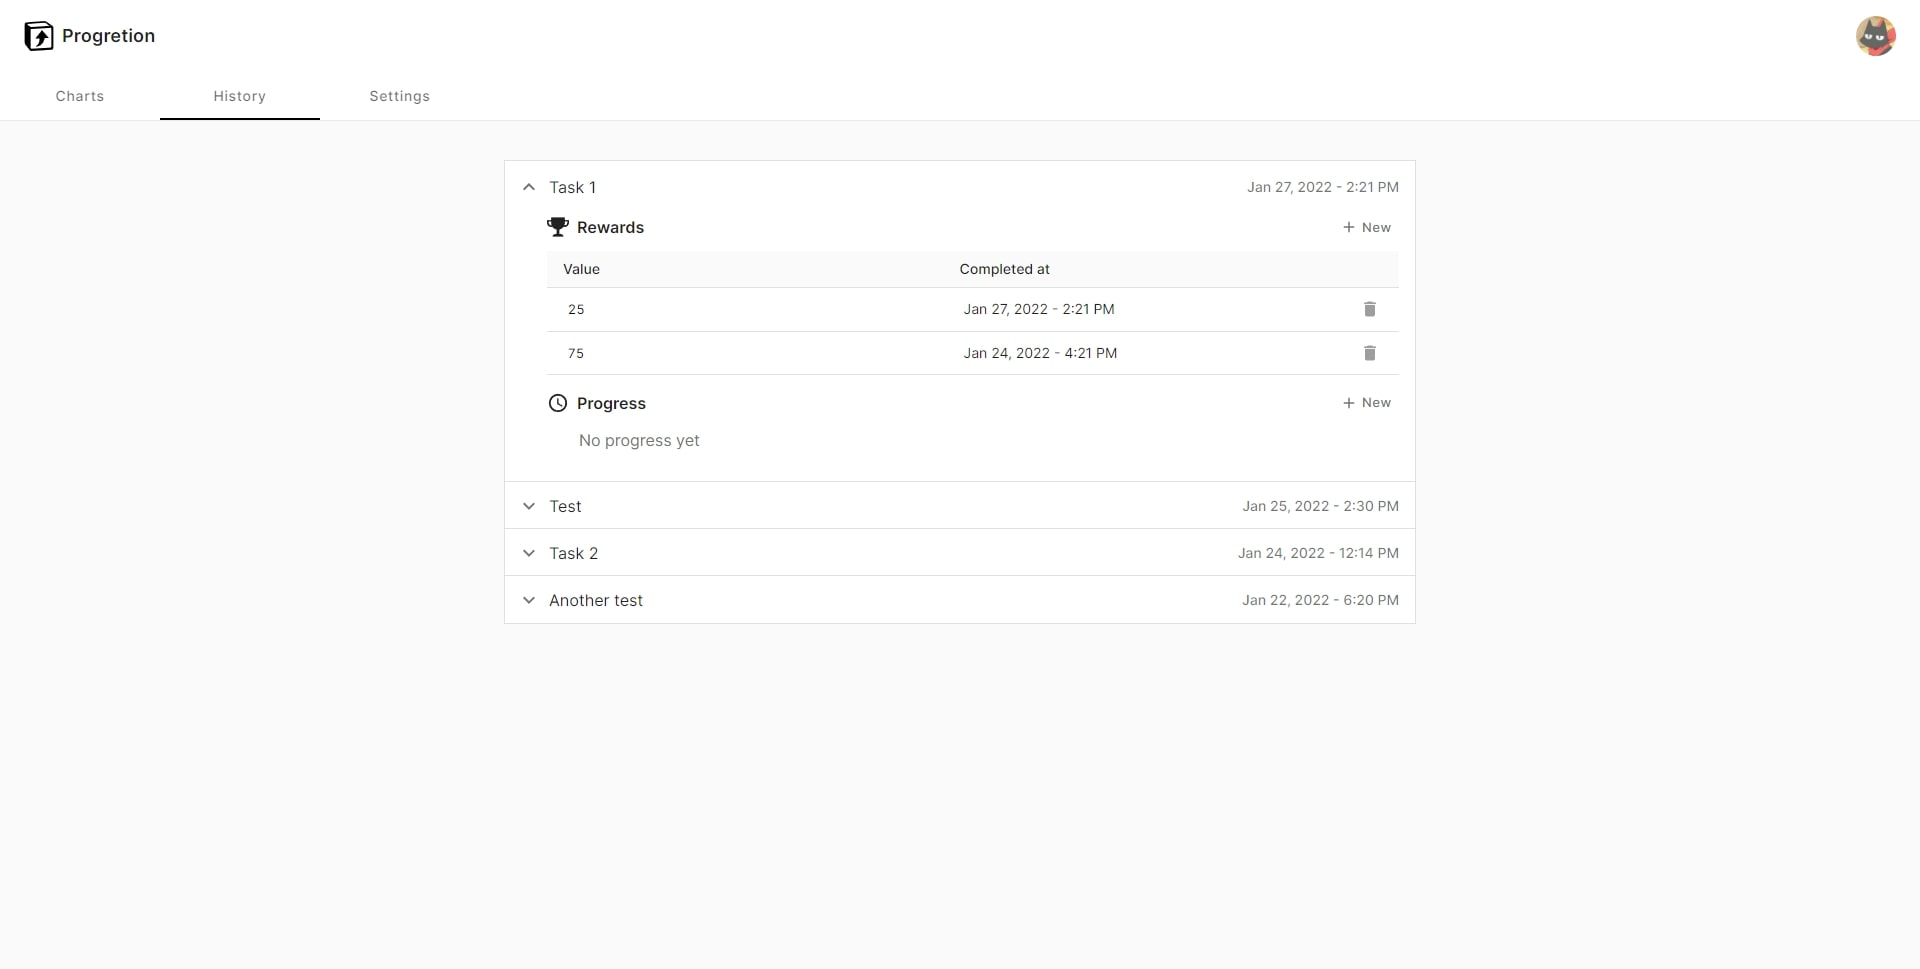 Progretion
Charts History Settings
Task 1 Jan 27, 2022 - 2:21 PM
Rewards + New
Value Completed at
25 Jan 27, 2022 - 2:21 PM
75 Jan 24, 2022 - 4:21 PM
Progress + New
No progress yet
Test Jan 25, 2022 - 2:30 PM
Task 2 Jan 24, 2022 - 12:14 PM
Another test Jan 22, 2022 - 6:20 PM